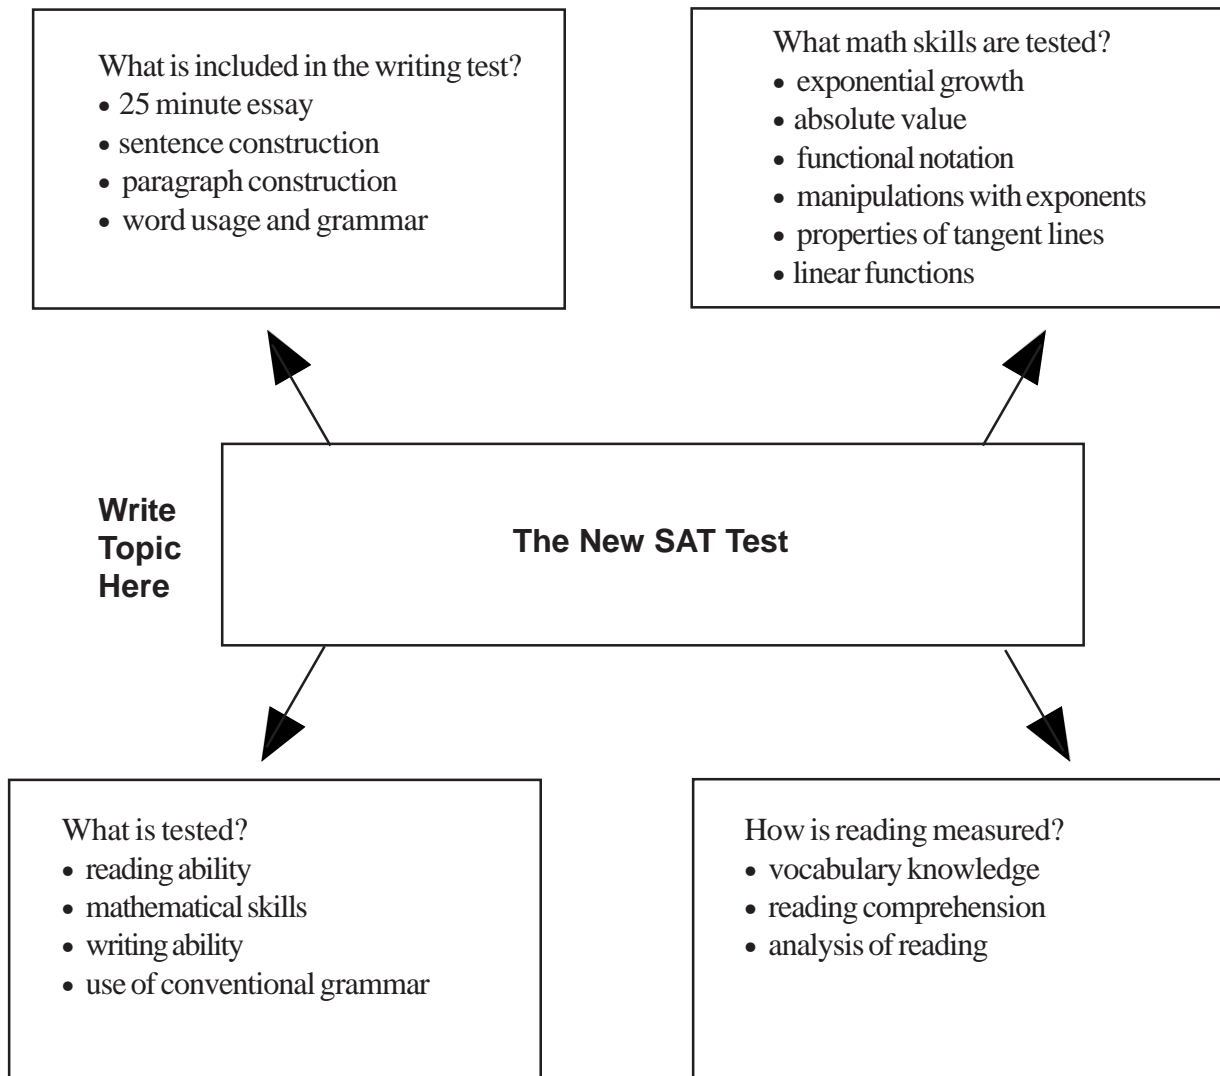 What is included in the writing test?
• 25 minute essay
• sentence construction
• paragraph construction
• word usage and grammar
What math skills are tested?
• exponential growth
• absolute value
• functional notation
• manipulations with exponents
• properties of tangent lines
• linear functions
Write
Topic
Here
The New SAT Test
What is tested?
• reading ability
• mathematical skills
• writing ability
• use of conventional grammar
How is reading measured?
• vocabulary knowledge
• reading comprehension
• analysis of reading